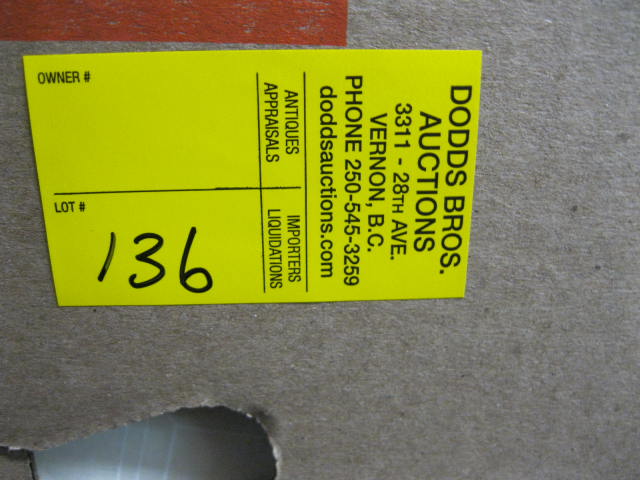 DODDS BROS.
AUCTIONS
3311 - 28TH AVE.
VERNON, B.C.
PHONE 250-545-3259
doddsauctions.com
ANTIQUES
APPRAISALS
IMPORTERS
LIQUIDATIONS
OWNER #
LOT #
136